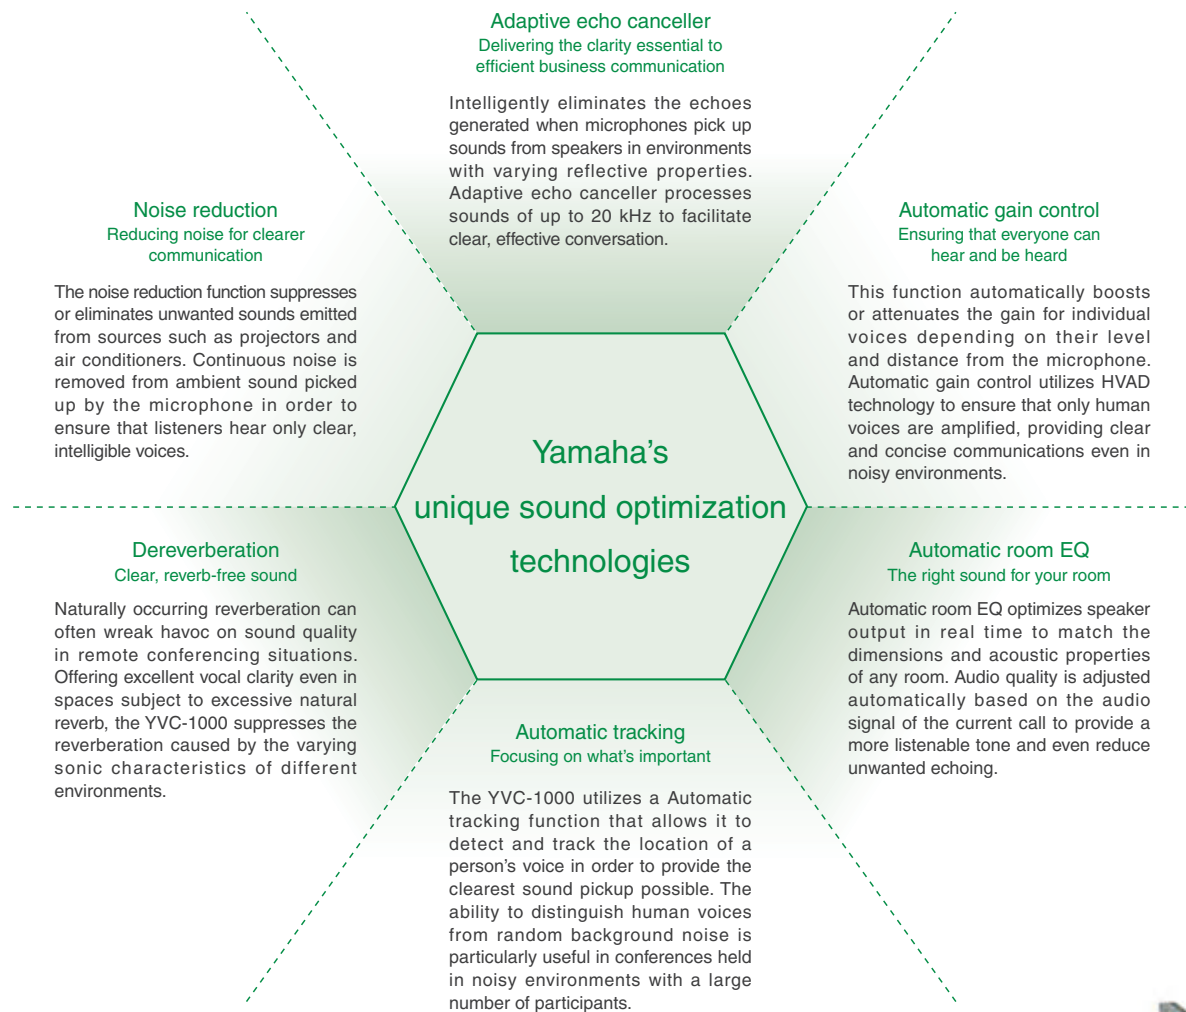 Adaptive echo canceller
Delivering the clarity essential to
efficient business communication
Intelligently eliminates the echoes
generated when microphones pick up
sounds from speakers in environments
with varying reflective properties.
Adaptive echo canceller processes
sounds of up to 20 kHz to facilitate
clear, effective conversation.
Noise reduction
Reducing noise for clearer
communication
The noise reduction function suppresses
or eliminates unwanted sounds emitted
from sources such as projectors and
air conditioners. Continuous noise is
removed from ambient sound picked
up by the microphone in order to
ensure that listeners hear only clear,
intelligible voices.
Automatic gain control
Ensuring that everyone can
hear and be heard
This function automatically boosts
or attenuates the gain for individual
voices depending on their level
and distance from the microphone.
Automatic gain control utilizes HVAD
technology to ensure that only human
voices are amplified, providing clear
and concise communications even in
noisy environments.
Yamaha's
unique sound optimization
technologies
Dereverberation
Clear, reverb-free sound
Naturally occurring reverberation can
often wreak havoc on sound quality
in remote conferencing situations.
Offering excellent vocal clarity even in
spaces subject to excessive natural
reverb, the YVC-1000 suppresses the
reverberation caused by the varying
sonic characteristics of different
environments.
Automatic room EQ
The right sound for your room
Automatic room EQ optimizes speaker
output in real time to match the
dimensions and acoustic properties
of any room. Audio quality is adjusted
automatically based on the audio
signal of the current call to provide a
more listenable tone and even reduce
unwanted echoing.
Automatic tracking
Focusing on what's important
The YVC-1000 utilizes a Automatic
tracking function that allows it to
detect and track the location of a
person's voice in order to provide the
clearest sound pickup possible. The
ability to distinguish human voices
from random background noise is
particularly useful in conferences held
in noisy environments with a large
number of participants.